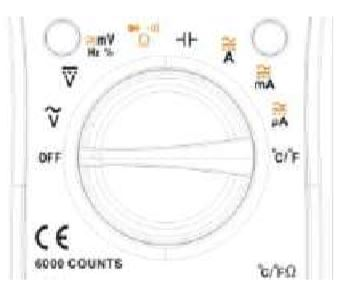 mV
Hz %
Ω
A
V
mA
Ṽ
µA
OFF
°C/°F
CE
6000 COUNTS
°C/°FΩ